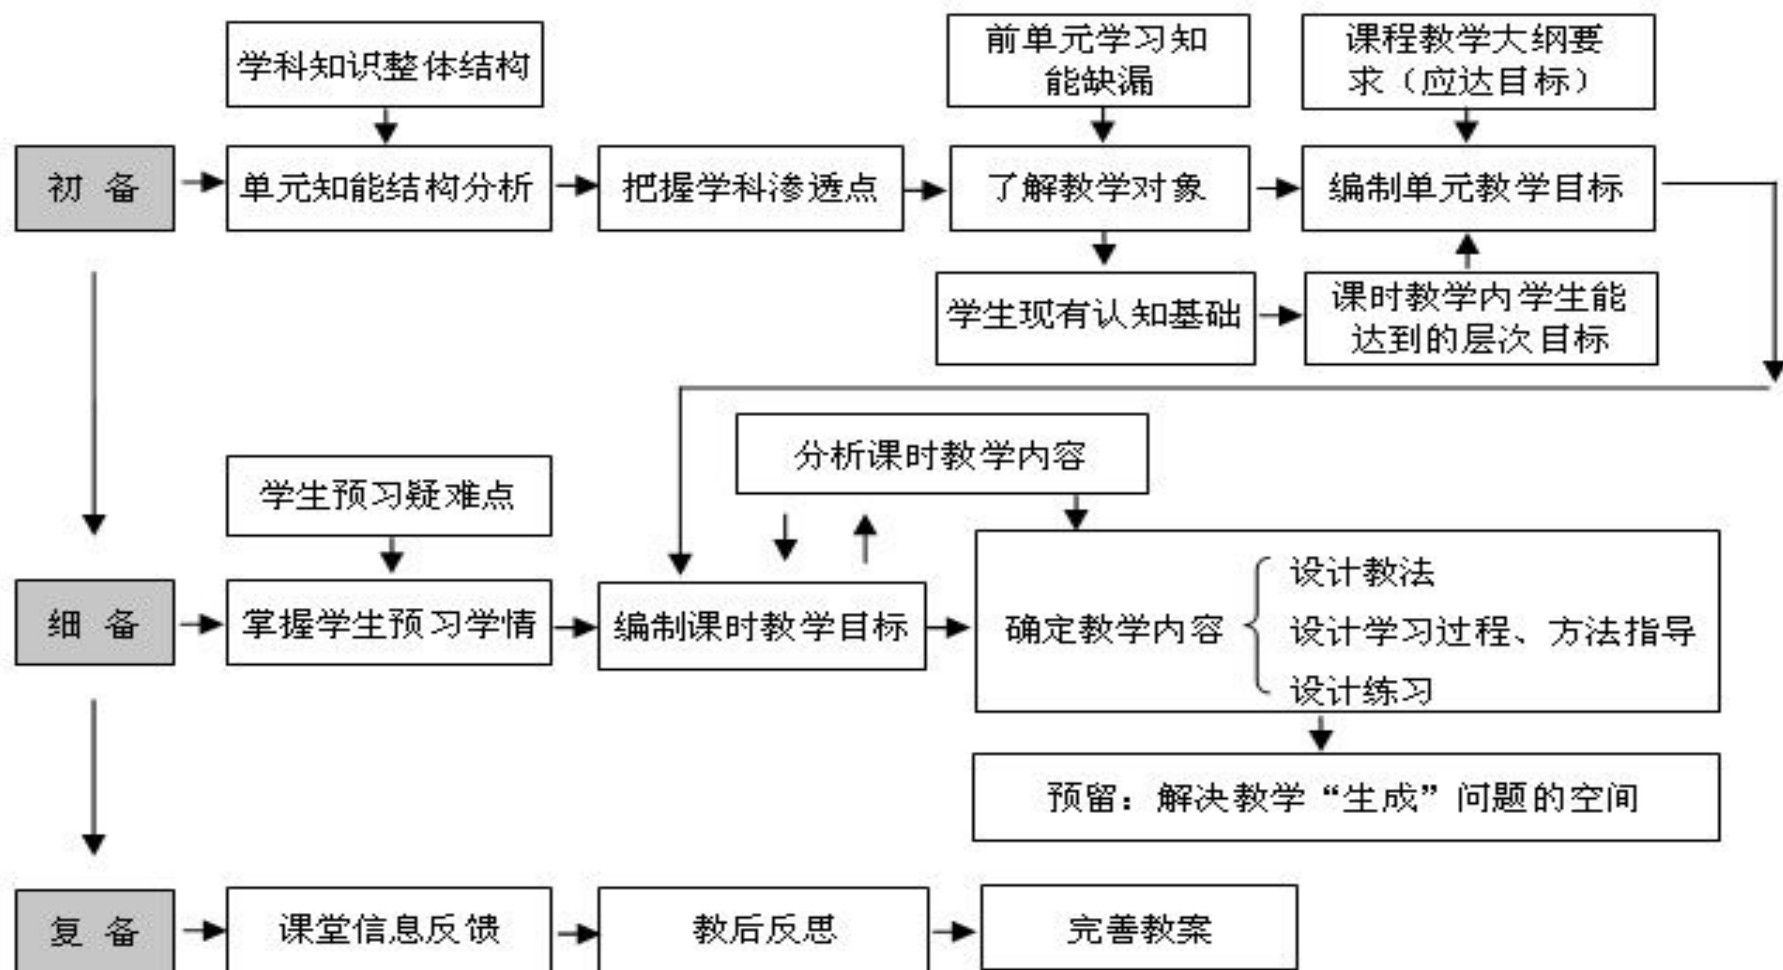 学科知识整体结构
前单元学习知
能缺漏
课程教学大纲要
求（应达目标）
初 备
单元知能结构分析
把握学科渗透点
了解教学对象
编制单元教学目标
学生现有认知基础
课时教学内学生能
达到的层次目标
分析课时教学内容
学生预习疑难点
细 备
掌握学生预习学情
编制课时教学目标
确定教学内容
设计教法
设计学习过程、方法指导
设计练习
预留：解决教学“生成”问题的空间
复 备
课堂信息反馈
教后反思
完善教案